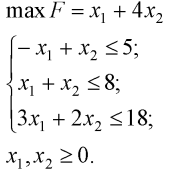 max F = x₁ + 4x₂
−x₁ + x₂ ≤ 5;
x₁ + x₂ ≤ 8;
3x₁ + 2x₂ ≤ 18;
x₁, x₂ ≥ 0.